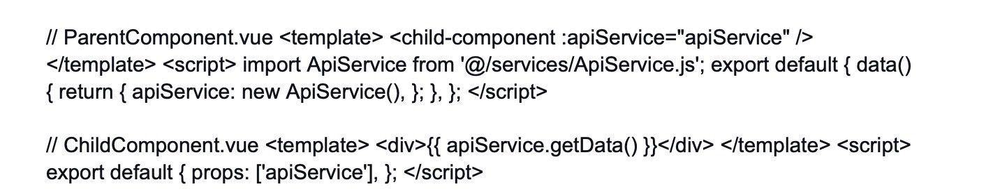 // ParentComponent.vue <template> <child-component :apiService="apiService" />
</template> <script> import ApiService from '@/services/ApiService.js'; export default { data()
{ return { apiService: new ApiService(), }; }, }; </script>
// ChildComponent.vue <template> <div>{{ apiService.getData() }}</div> </template> <script>
export default { props: ['apiService'], }; </script>